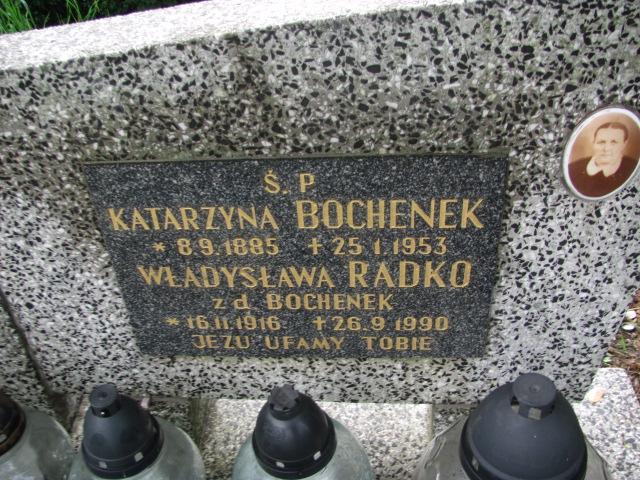 Ś. P
KATARZYNA BOCHENEK
* 8.9.1885 + 25.1.1953
WŁADYSŁAWA RADKO
z d. BOCHENEK
* 16.11.1916 + 26.9.1990
JEZU UFAMY TOBIE